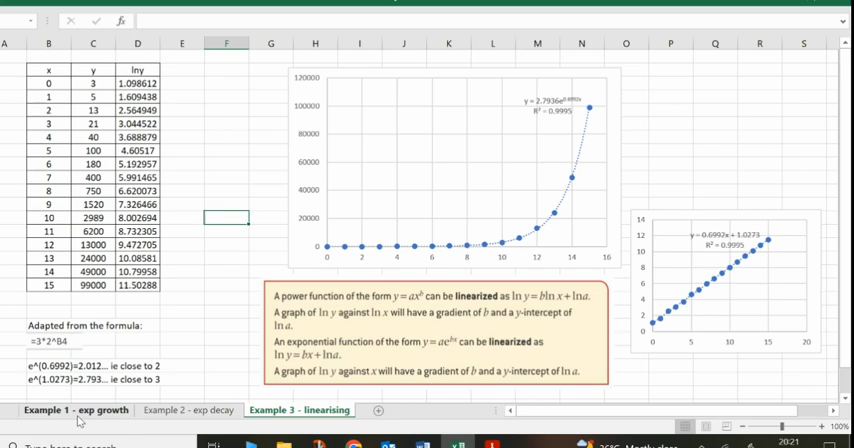 fx
A B C D E F G H I J K L M N O P Q R S
x y lny
0 3 1.098612
1 5 1.609438
2 13 2.564949
3 21 3.044522
4 40 3.688879
5 100 4.60517
6 180 5.192957
7 400 5.991465
8 750 6.620073
9 1520 7.326466
10 2989 8.002694
11 6200 8.732305
12 13000 9.472705
13 24000 10.08581
14 49000 10.79958
15 99000 11.50288
Adapted from the formula:
=3*2^B4
e^(0.6992)=2.012... ie close to 2
e^(1.0273)=2.793... ie close to 3
120000
100000
80000
60000
40000
20000
0
0 2 4 6 8 10 12 14 16
y = 2.7936e^0.6992x
R² = 0.9995
14
12
10
8
6
4
2
0
0 5 10 15 20
y = 0.6992x + 1.0273
R² = 0.9995
A power function of the form y = ax^b can be linearized as ln y = b ln x + ln a.
A graph of ln y against ln x will have a gradient of b and a y-intercept of
ln a.
An exponential function of the form y = ae^bx can be linearized as
ln y = bx + ln a.
A graph of ln y against x will have a gradient of b and a y-intercept of ln a.
Example 1 - exp growth Example 2 - exp decay Example 3 - linearising
100%
Type here to search
26°C Mostly clear
20:21